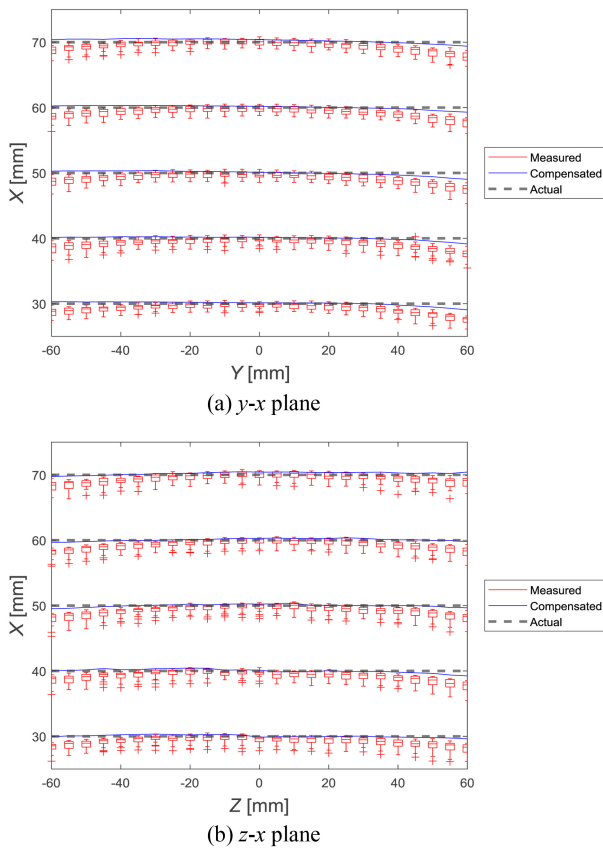 70
60
50
40
30
X [mm]
-60 -40 -20 0 20 40 60
Y [mm]
Measured
Compensated
Actual
(a) y-x plane
70
60
50
40
30
X [mm]
-60 -40 -20 0 20 40 60
Z [mm]
Measured
Compensated
Actual
(b) z-x plane